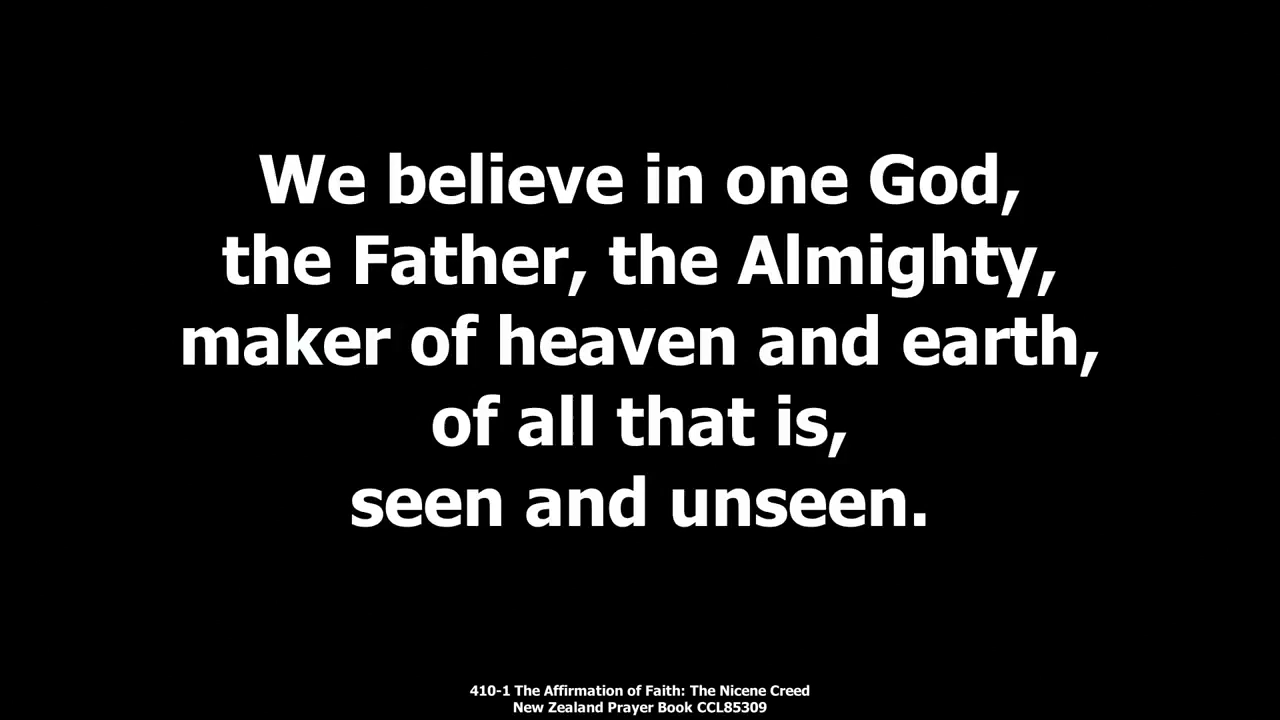 We believe in one God,
the Father, the Almighty,
maker of heaven and earth,
of all that is,
seen and unseen.
410-1 The Affirmation of Faith: The Nicene Creed
New Zealand Prayer Book CCL85309